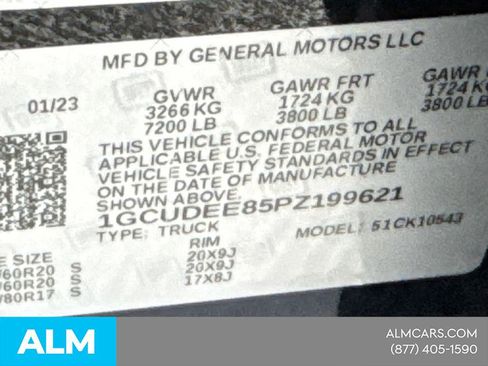 MFD BY GENERAL MOTORS LLC
01/23 GVWR GAWR FRT GAWR
3266 KG 1724 KG 1724 KG
7200 LB 3800 LB 3800 LB
THIS VEHICLE CONFORMS TO ALL
APPLICABLE U.S. FEDERAL MOTOR
VEHICLE SAFETY STANDARDS IN EFFECT
ON THE DATE OF MANUFACTURE
SHOWN ABOVE.
1GCUDEE85PZ199621
TYPE: TRUCK MODEL: 51CK10543
E SIZE RIM
/60R20 S 20X9J
/60R20 S 20X9J
/80R17 S 17X8J
ALM
ALMCARS.COM
(877) 405-1590